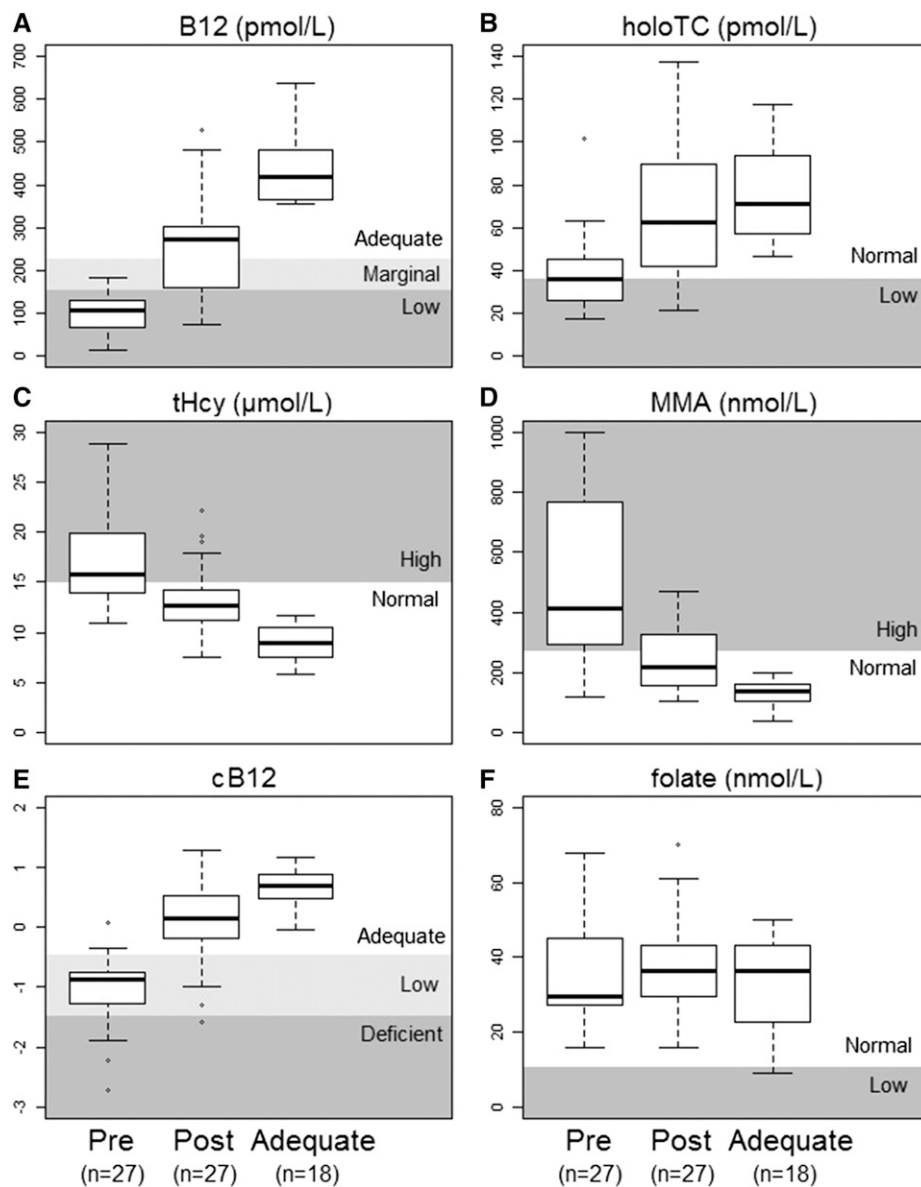 A
B12 (pmol/L)
700
600
500
400
300
200
100
0
Adequate
Marginal
Low
B
holoTC (pmol/L)
140
120
100
80
60
40
20
0
Normal
Low
C
tHcy (µmol/L)
30
25
20
15
10
5
0
High
Normal
D
MMA (nmol/L)
1000
800
600
400
200
0
High
Normal
E
cB12
2
1
0
-1
-2
-3
Adequate
Low
Deficient
F
folate (nmol/L)
80
60
40
20
0
Normal
Low
Pre Post Adequate
(n=27) (n=27) (n=18)
Pre Post Adequate
(n=27) (n=27) (n=18)